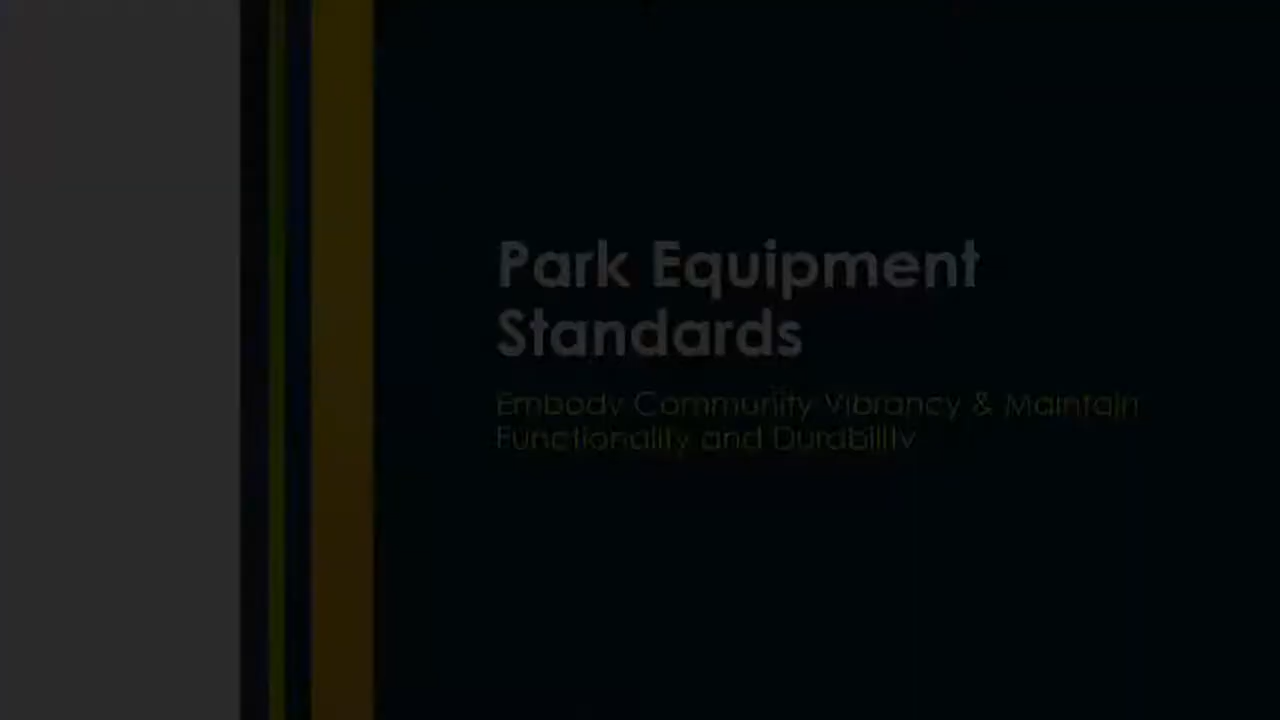 Park Equipment
Standards
Embody Community Vibrancy & Maintain
Functionality and Durability